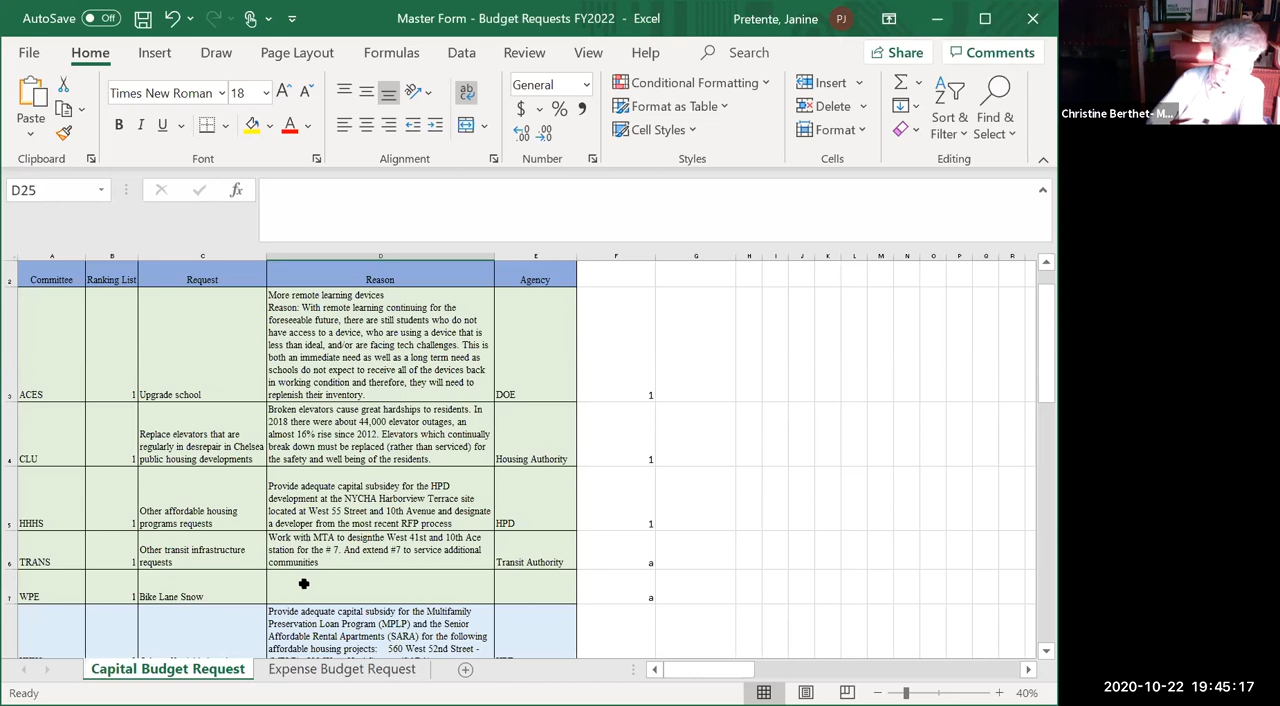 AutoSave Off
Master Form - Budget Requests FY2022 - Excel
Pretente, Janine PJ
File Home Insert Draw Page Layout Formulas Data Review View Help Search Share Comments
Paste
Times New Roman 18
General
Conditional Formatting
Format as Table
Cell Styles
Insert
Delete
Format
Sort & Filter
Find & Select
Clipboard Font Alignment Number Styles Cells Editing
D25
fx
A B C D E F G H I J K L M N O P Q R
2 Committee Ranking List Request Reason Agency
More remote learning devices
Reason: With remote learning continuing for the
foreseeable future, there are still students who do not
have access to a device, who are using a device that is
less than ideal, and/or are facing tech challenges. This is
both an immediate need as well as a long term need as
schools do not expect to receive all of the devices back
in working condition and therefore, they will need to
replenish their inventory.
3 ACES 1 Upgrade school DOE 1
Broken elevators cause great hardships to residents. In
2018 there were about 44,000 elevator outages, an
almost 16% rise since 2012. Elevators which continually
break down must be replaced (rather than serviced) for
the safety and well being of the residents.
Replace elevators that are
regularly in desrepair in Chelsea
public housing developments
4 CLU 1 Housing Authority 1
Provide adequate capital subsidey for the HPD
development at the NYCHA Harborview Terrace site
located at West 55 Street and 10th Avenue and designate
a developer from the most recent RFP process
Other affordable housing
programs requests
5 HHHS 1 HPD 1
Work with MTA to designthe West 41st and 10th Ace
station for the # 7. And extend #7 to service additional
communities
Other transit infrastructure
requests
6 TRANS 1 Transit Authority a
7 WPE 1 Bike Lane Snow a
Provide adequate capital subsidy for the Multifamily
Preservation Loan Program (MPLP) and the Senior
Affordable Rental Apartments (SARA) for the following
affordable housing projects: 560 West 52nd Street -
Capital Budget Request Expense Budget Request
Ready
40%
Christine Berthet- M...
2020-10-22 19:45:17